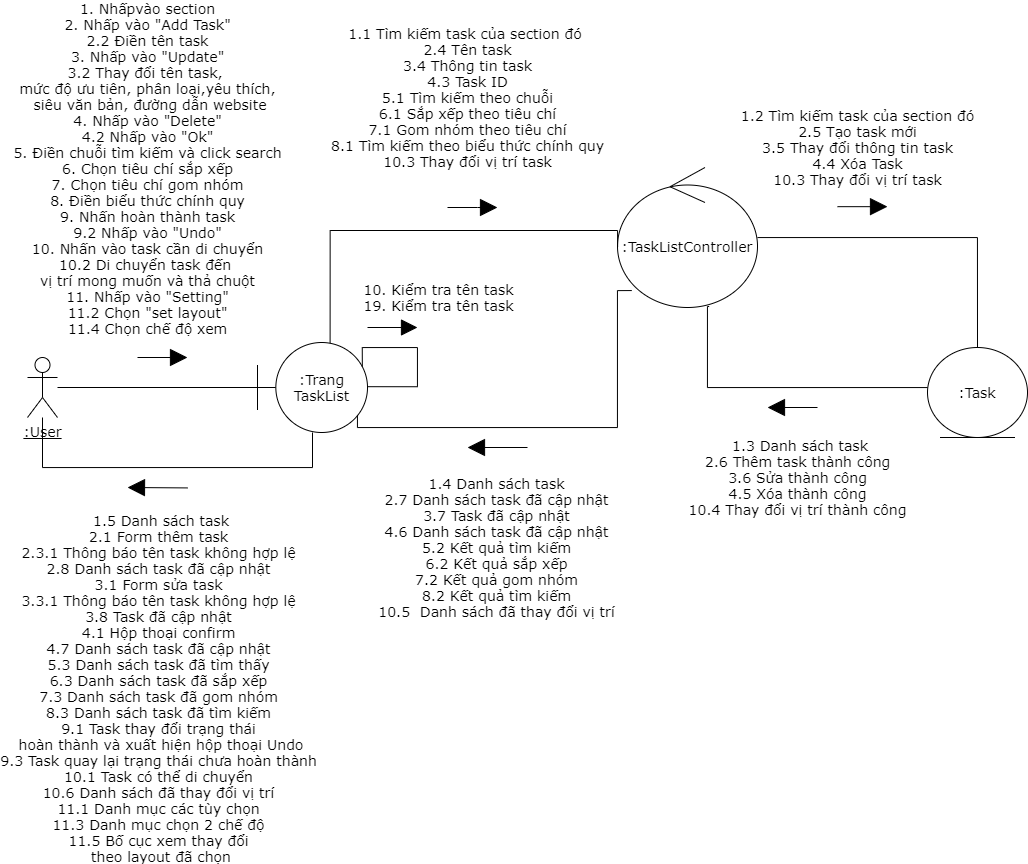 1. Nhấpvào section
2. Nhấp vào "Add Task"
2.2 Điền tên task
3. Nhấp vào "Update"
3.2 Thay đổi tên task,
mức độ ưu tiên, phân loại,yêu thích,
siêu văn bản, đường dẫn website
4. Nhấp vào "Delete"
4.2 Nhấp vào "Ok"
5. Điền chuỗi tìm kiếm và click search
6. Chọn tiêu chí sắp xếp
7. Chọn tiêu chí gom nhóm
8. Điền biểu thức chính quy
9. Nhấn hoàn thành task
9.2 Nhấp vào "Undo"
10. Nhấn vào task cần di chuyển
10.2 Di chuyển task đến
vị trí mong muốn và thả chuột
11. Nhấp vào "Setting"
11.2 Chọn "set layout"
11.4 Chọn chế độ xem
1.1 Tìm kiếm task của section đó
2.4 Tên task
3.4 Thông tin task
4.3 Task ID
5.1 Tìm kiếm theo chuỗi
6.1 Sắp xếp theo tiêu chí
7.1 Gom nhóm theo tiêu chí
8.1 Tìm kiếm theo biểu thức chính quy
10.3 Thay đổi vị trí task
1.2 Tìm kiếm task của section đó
2.5 Tạo task mới
3.5 Thay đổi thông tin task
4.4 Xóa Task
10.3 Thay đổi vị trí task
:TaskListController
10. Kiểm tra tên task
19. Kiểm tra tên task
:Trang
TaskList
:Task
:User
1.3 Danh sách task
2.6 Thêm task thành công
3.6 Sửa thành công
4.5 Xóa thành công
10.4 Thay đổi vị trí thành công
1.4 Danh sách task
2.7 Danh sách task đã cập nhật
3.7 Task đã cập nhật
4.6 Danh sách task đã cập nhật
5.2 Kết quả tìm kiếm
6.2 Kết quả sắp xếp
7.2 Kết quả gom nhóm
8.2 Kết quả tìm kiếm
10.5 Danh sách đã thay đổi vị trí
1.5 Danh sách task
2.1 Form thêm task
2.3.1 Thông báo tên task không hợp lệ
2.8 Danh sách task đã cập nhật
3.1 Form sửa task
3.3.1 Thông báo tên task không hợp lệ
3.8 Task đã cập nhật
4.1 Hộp thoại confirm
4.7 Danh sách task đã cập nhật
5.3 Danh sách task đã tìm thấy
6.3 Danh sách task đã sắp xếp
7.3 Danh sách task đã gom nhóm
8.3 Danh sách task đã tìm kiếm
9.1 Task thay đổi trạng thái
hoàn thành và xuất hiện hộp thoại Undo
9.3 Task quay lại trạng thái chưa hoàn thành
10.1 Task có thể di chuyển
10.6 Danh sách đã thay đổi vị trí
11.1 Danh mục các tùy chọn
11.3 Danh mục chọn 2 chế độ
11.5 Bố cục xem thay đổi
theo layout đã chọn